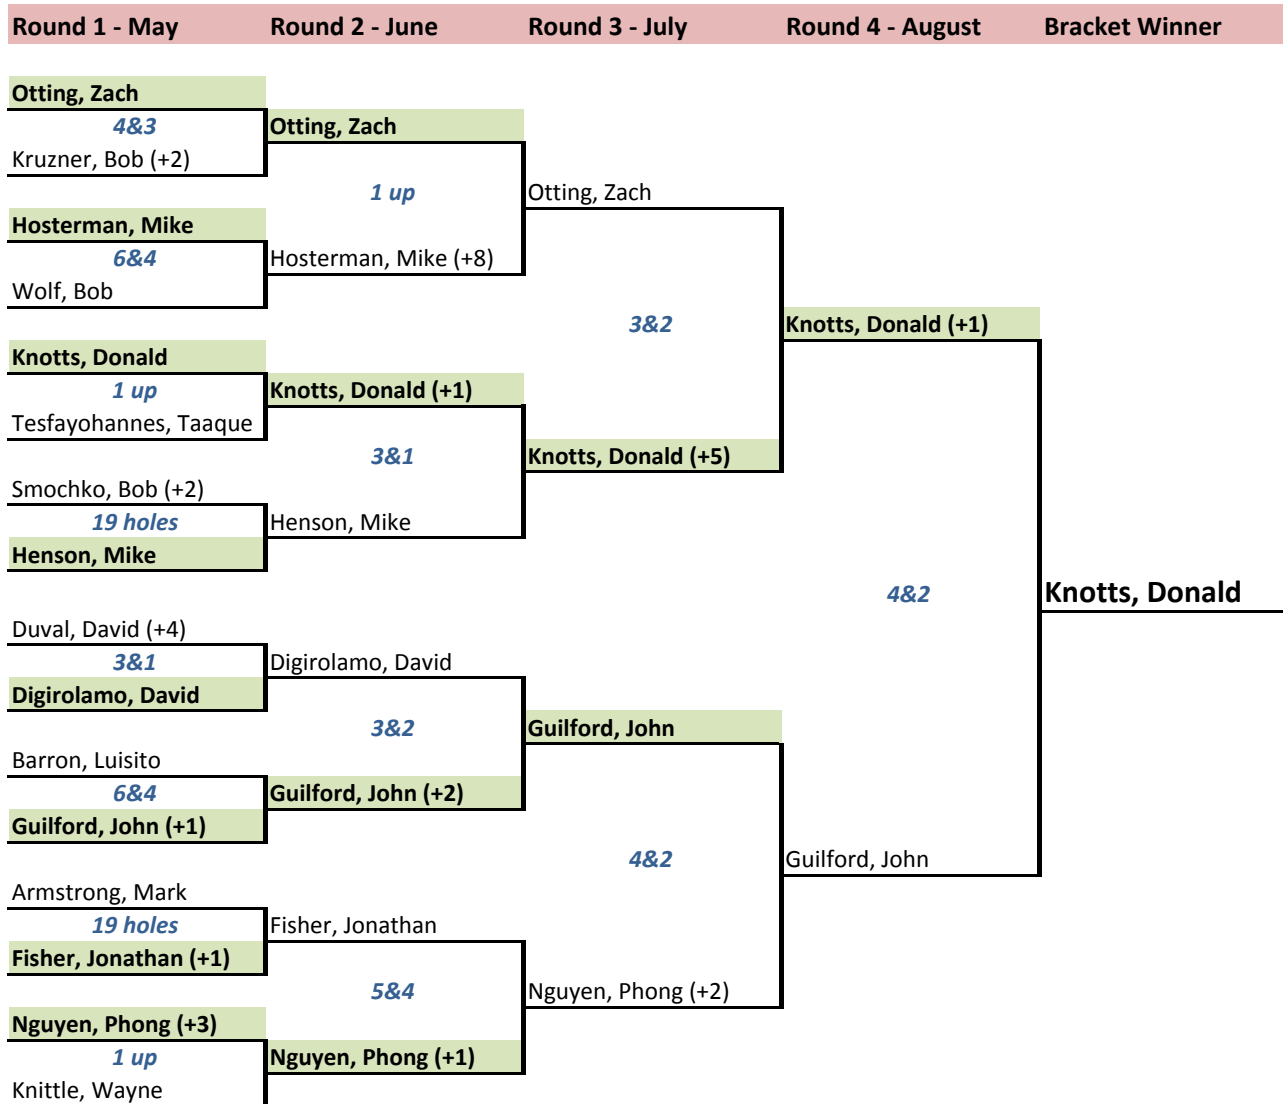 Round 1 - May Round 2 - June Round 3 - July Round 4 - August Bracket Winner
Otting, Zach
4&3
Kruzner, Bob (+2)
Hosterman, Mike
6&4
Wolf, Bob
Knotts, Donald
1 up
Tesfayohannes, Taaque
Smochko, Bob (+2)
19 holes
Henson, Mike
Duval, David (+4)
3&1
Digirolamo, David
Barron, Luisito
6&4
Guilford, John (+1)
Armstrong, Mark
19 holes
Fisher, Jonathan (+1)
Nguyen, Phong (+3)
1 up
Knittle, Wayne
Otting, Zach
1 up
Hosterman, Mike (+8)
Knotts, Donald (+1)
3&1
Henson, Mike
Digirolamo, David
3&2
Guilford, John (+2)
Fisher, Jonathan
5&4
Nguyen, Phong (+1)
Otting, Zach
3&2
Knotts, Donald (+5)
Guilford, John
4&2
Nguyen, Phong (+2)
Knotts, Donald (+1)
4&2
Guilford, John
Knotts, Donald